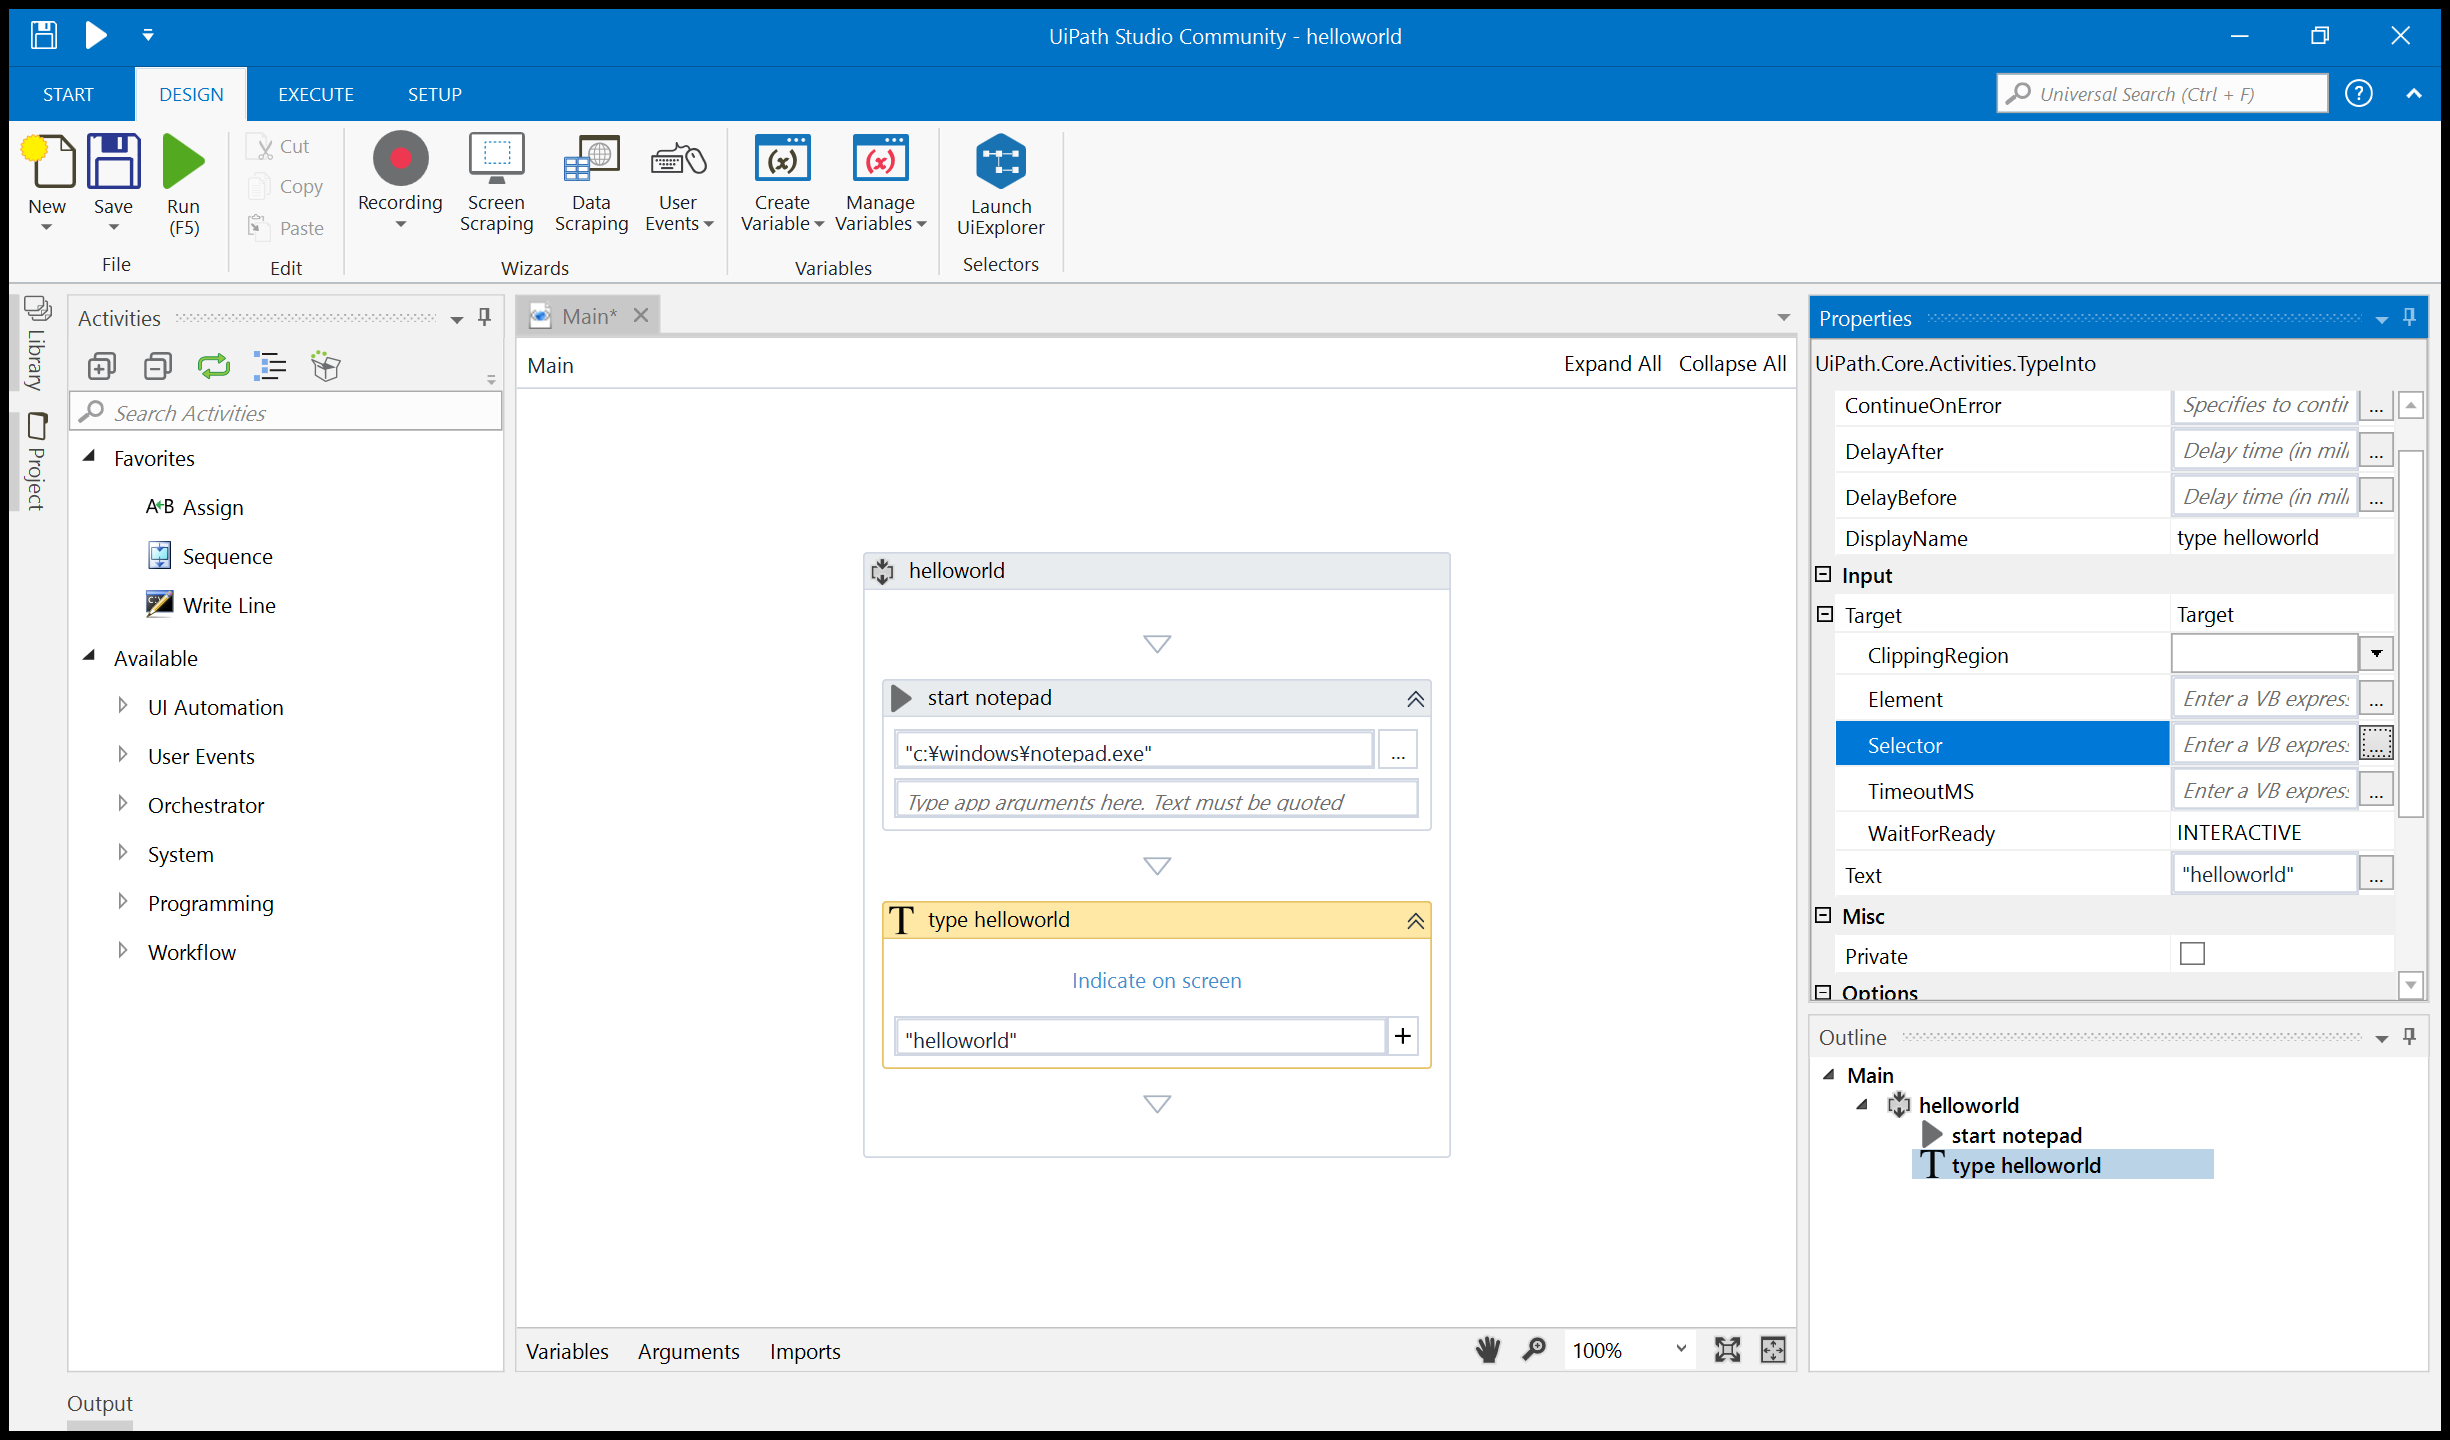 UiPath Studio Community - helloworld
START
DESIGN
EXECUTE
SETUP
Universal Search (Ctrl + F)
?
New
Save
Run
(F5)
File
Cut
Copy
Paste
Edit
Recording
Screen
Scraping
Data
Scraping
User
Events
Wizards
Create
Variable
Manage
Variables
Variables
Launch
UiExplorer
Selectors
Library
Project
Activities
Search Activities
Favorites
A←B Assign
Sequence
Write Line
Available
UI Automation
User Events
Orchestrator
System
Programming
Workflow
Main*
Main
Expand All
Collapse All
helloworld
start notepad
"c:¥windows¥notepad.exe"
...
Type app arguments here. Text must be quoted
T type helloworld
Indicate on screen
"helloworld"
+
Variables
Arguments
Imports
100%
Properties
UiPath.Core.Activities.TypeInto
ContinueOnError Specifies to contin ...
DelayAfter Delay time (in mill ...
DelayBefore Delay time (in mill ...
DisplayName type helloworld
Input
Target Target
ClippingRegion
Element Enter a VB express ...
Selector Enter a VB express ...
TimeoutMS Enter a VB express ...
WaitForReady INTERACTIVE
Text "helloworld" ...
Misc
Private
Options
Outline
Main
helloworld
start notepad
T type helloworld
Output